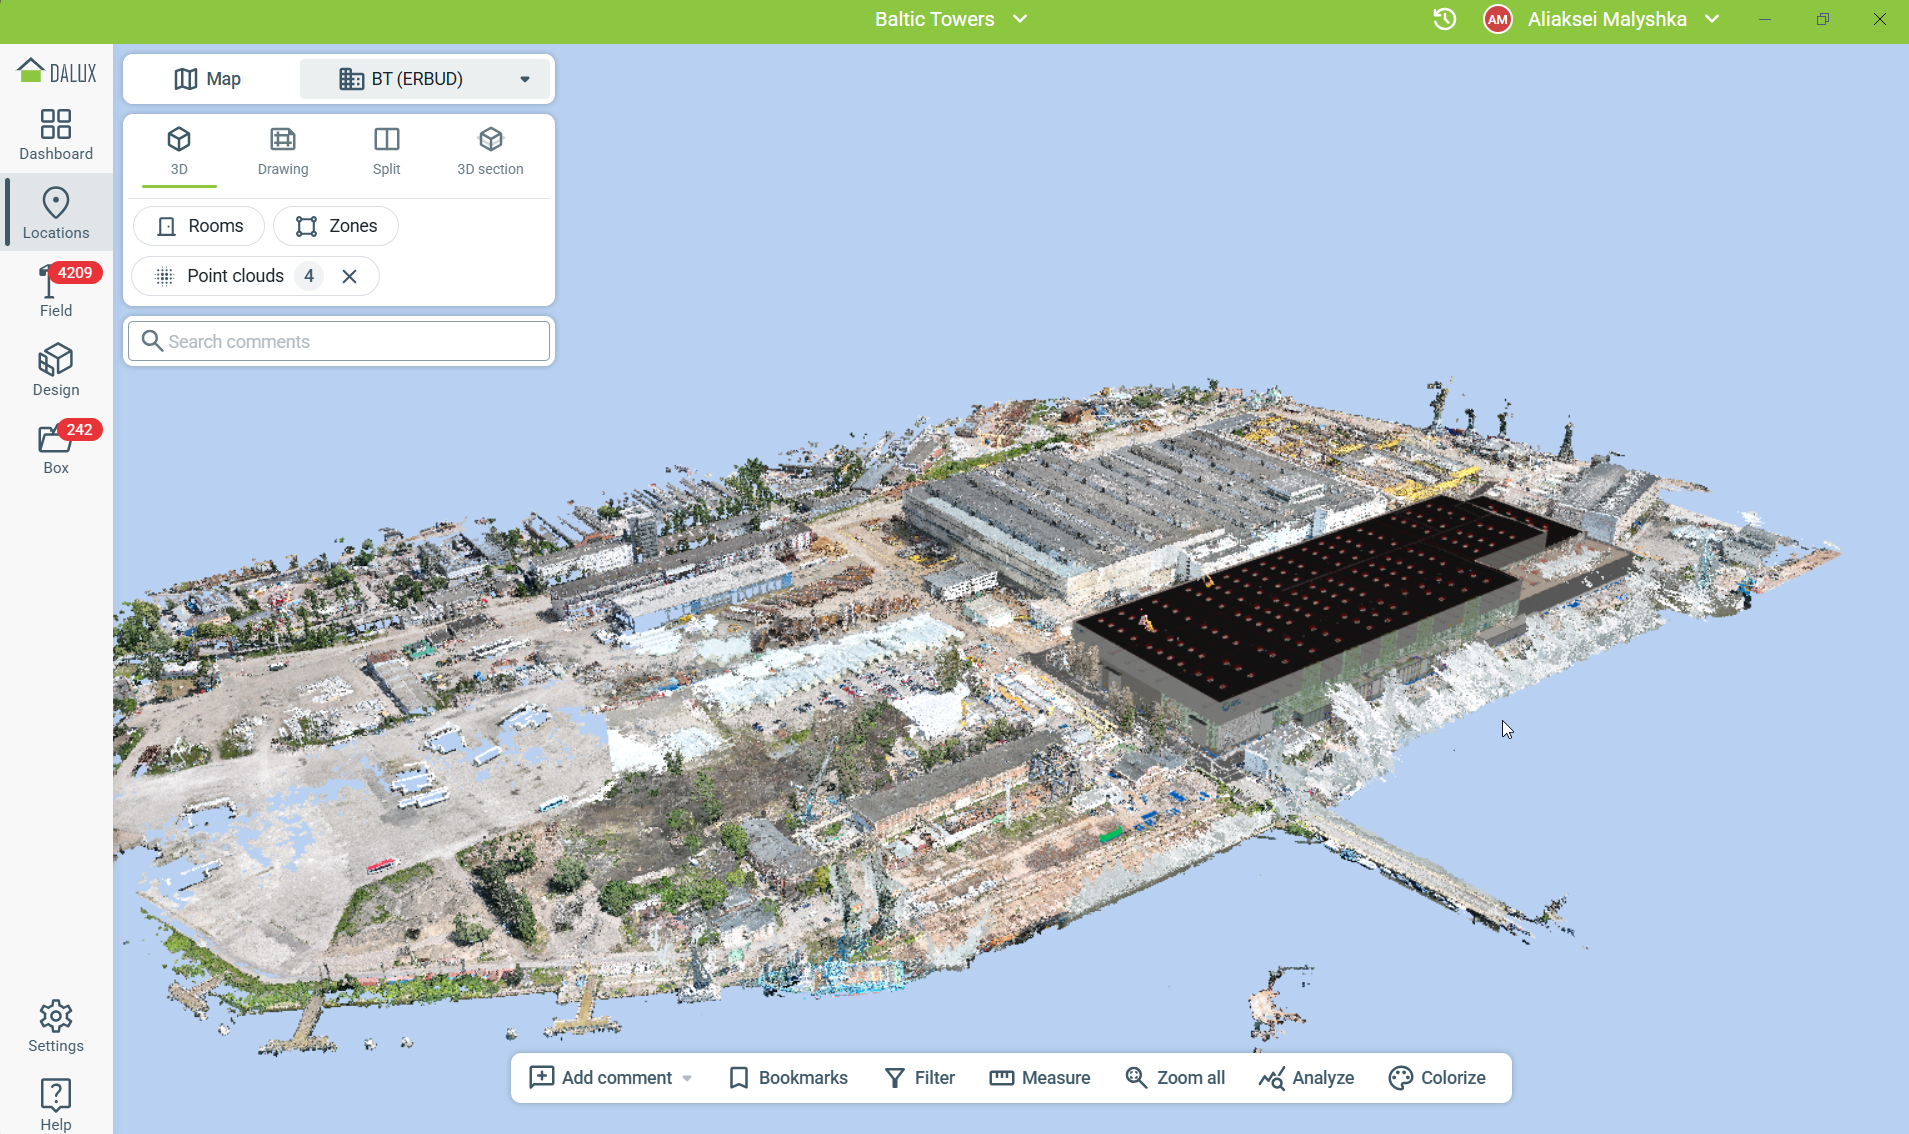 Baltic Towers
AM Aliaksei Malyshka
DALUX
Dashboard
Locations
4209
Field
Design
242
Box
Settings
Help
Map
BT (ERBUD)
3D
Drawing
Split
3D section
Rooms
Zones
Point clouds 4
Search comments
Add comment
Bookmarks
Filter
Measure
Zoom all
Analyze
Colorize